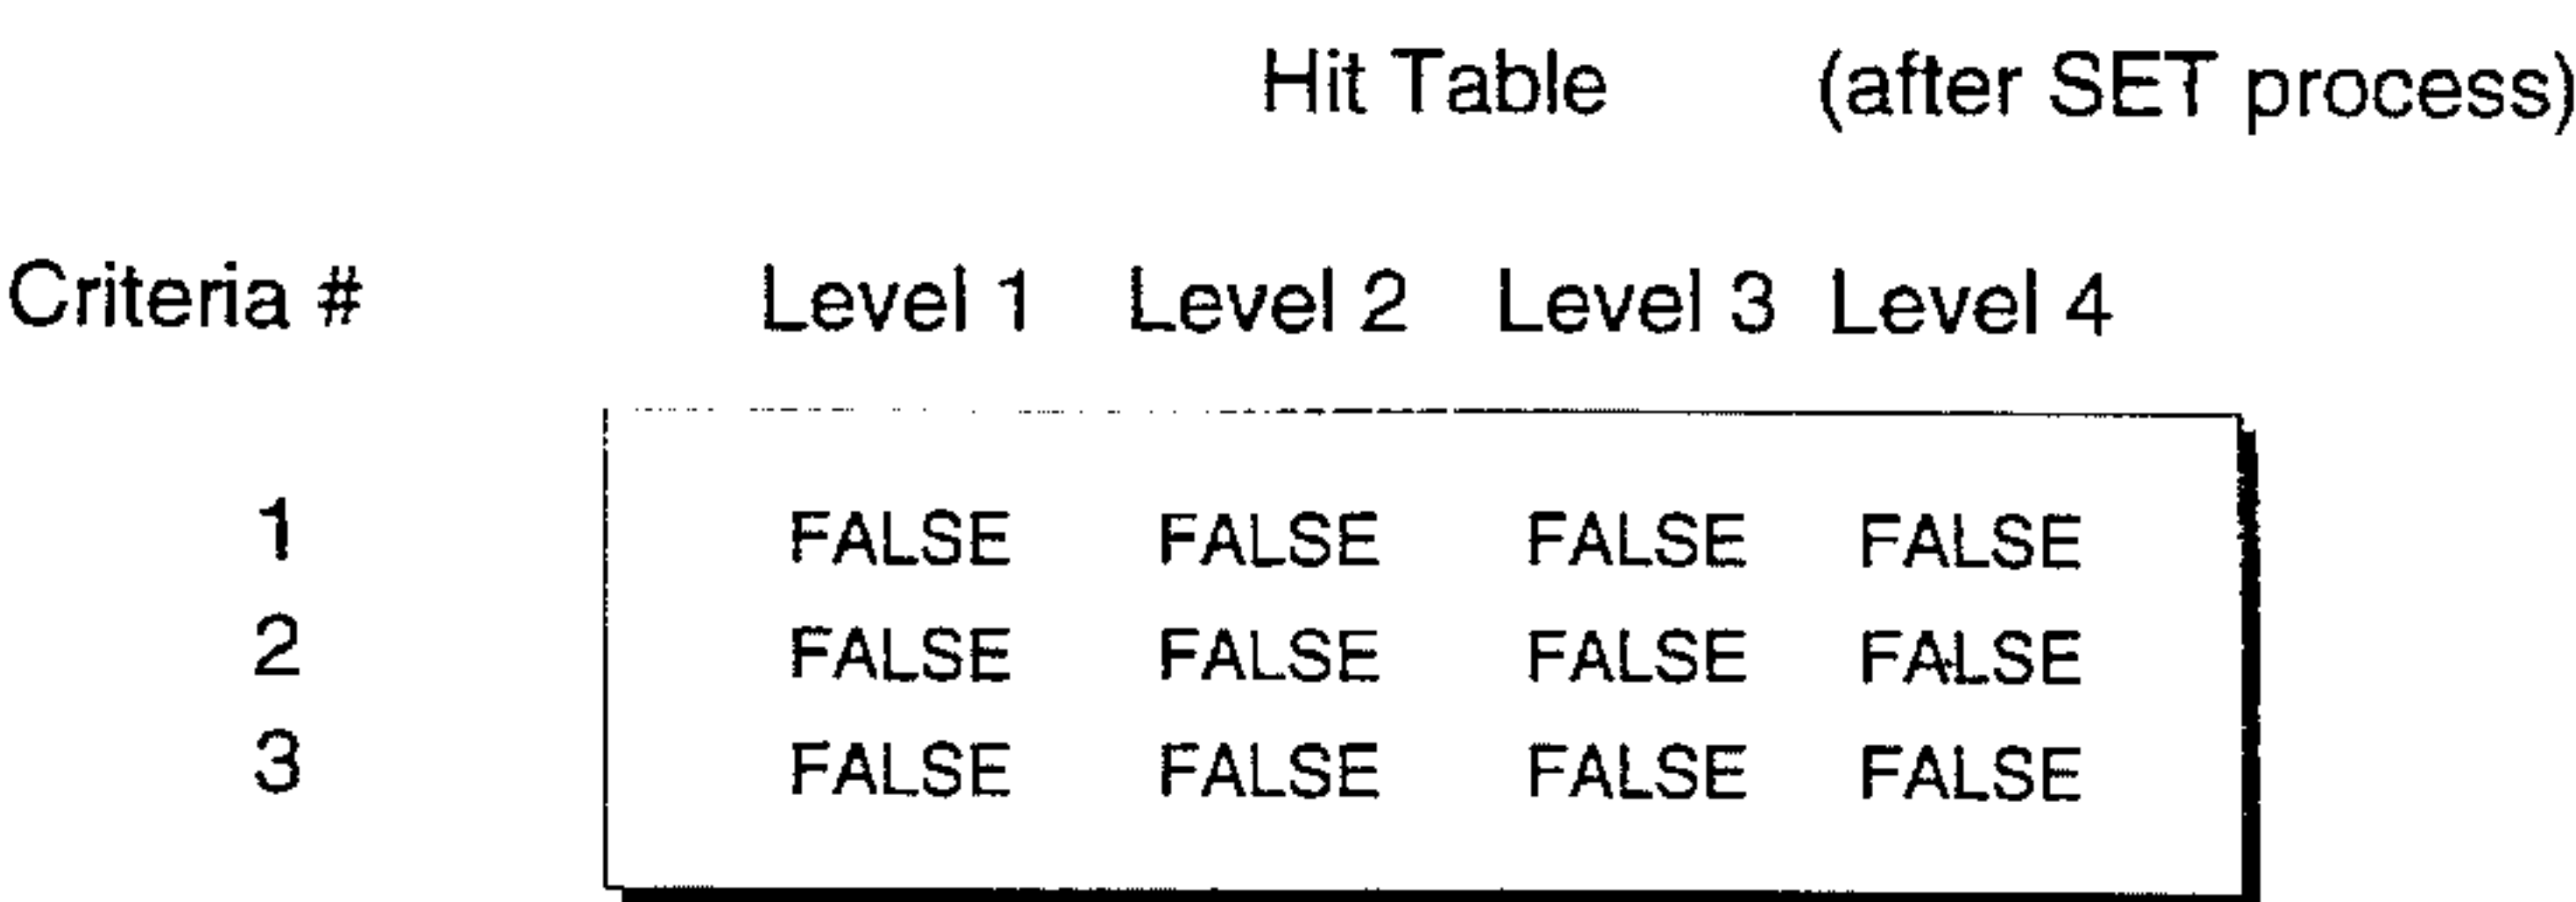 Hit Table (after SET process)
Criteria # Level 1 Level 2 Level 3 Level 4
1 FALSE FALSE FALSE FALSE
2 FALSE FALSE FALSE FALSE
3 FALSE FALSE FALSE FALSE